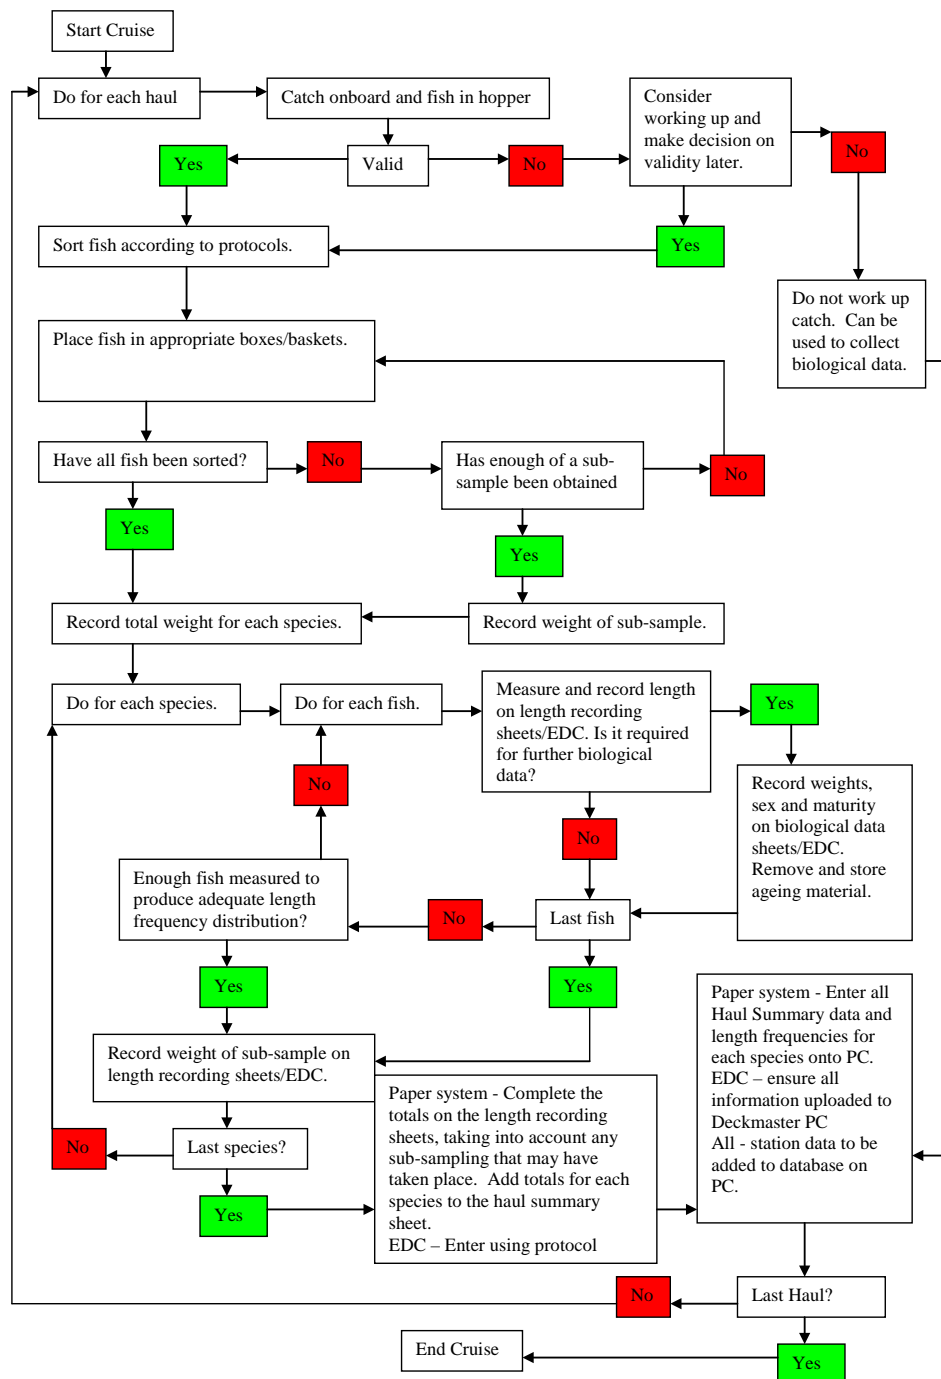 Start Cruise
Do for each haul
Catch onboard and fish in hopper
Consider
working up and
make decision on
validity later.
No
Yes
Valid
No
Yes
Sort fish according to protocols.
Do not work up
catch.  Can be
used to collect
biological data.
Place fish in appropriate boxes/baskets.
Have all fish been sorted?
No
Has enough of a sub-
sample been obtained
No
Yes
Yes
Record total weight for each species.
Record weight of sub-sample.
Do for each species.
Do for each fish.
Measure and record length
on length recording
sheets/EDC. Is it required
for further biological
data?
Yes
No
No
Record weights,
sex and maturity
on biological data
sheets/EDC.
Remove and store
ageing material.
Enough fish measured to
produce adequate length
frequency distribution?
No
Last fish
Yes
Yes
Record weight of sub-sample on
length recording sheets/EDC.
Paper system - Enter all
Haul Summary data and
length frequencies for
each species onto PC.
EDC – ensure all
information uploaded to
Deckmaster PC
All - station data to be
added to database on
PC.
No
Last species?
Yes
Paper system - Complete the
totals on the length recording
sheets, taking into account any
sub-sampling that may have
taken place.  Add totals for each
species to the haul summary
sheet.
EDC – Enter using protocol
No
Last Haul?
End Cruise
Yes